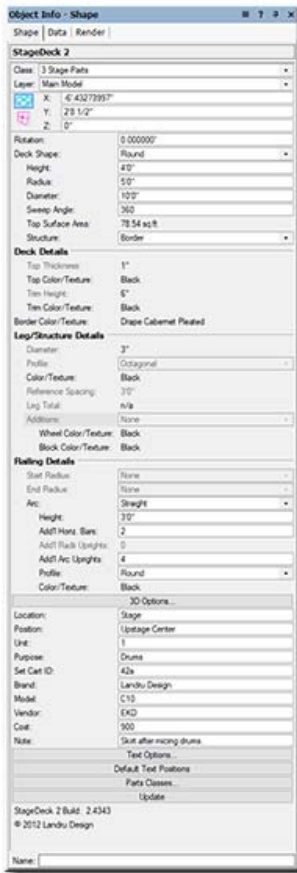 Object Info - Shape
Shape Data Render
StageDeck 2
Class: 3 Stage Parts
Layer: Main Model
X: -6'.43273997"
Y: 2'8 1/2"
Z: 0"
Rotation: 0.000000°
Deck Shape: Round
Height: 4'0"
Radius: 5'0"
Diameter: 10'0"
Sweep Angle: 360
Top Surface Area: 78.54 sq/ft
Structure: Border
Deck Details
Top Thickness: 1"
Top Color/Texture: Black
Trim Height: 6"
Trim Color/Texture: Black
Border Color/Texture: Drape Cabernet Pleated
Leg/Structure Details
Diameter: 3"
Profile: Octagonal
Color/Texture: Black
Reference Spacing: 3'0"
Leg Total: n/a
Additions: None
Wheel Color/Texture: Black
Block Color/Texture: Black
Railing Details
Start Radius: None
End Radius: None
Arc: Straight
Height: 3'0"
Add'l Horiz. Bars: 2
Add'l Radii Uprights: 0
Add'l Arc Uprights: 4
Profile: Round
Color/Texture: Black
3D Options...
Location: Stage
Position: Upstage Center
Unit: 1
Purpose: Drums
Set Cart ID: 42a
Brand: Landru Design
Model: C10
Vendor: EKD
Cost: 900
Note: Skirt after micing drums.
Text Options...
Default Text Positions
Parts Classes...
Update
StageDeck 2 Build: 2.4343
© 2012 Landru Design
Name: